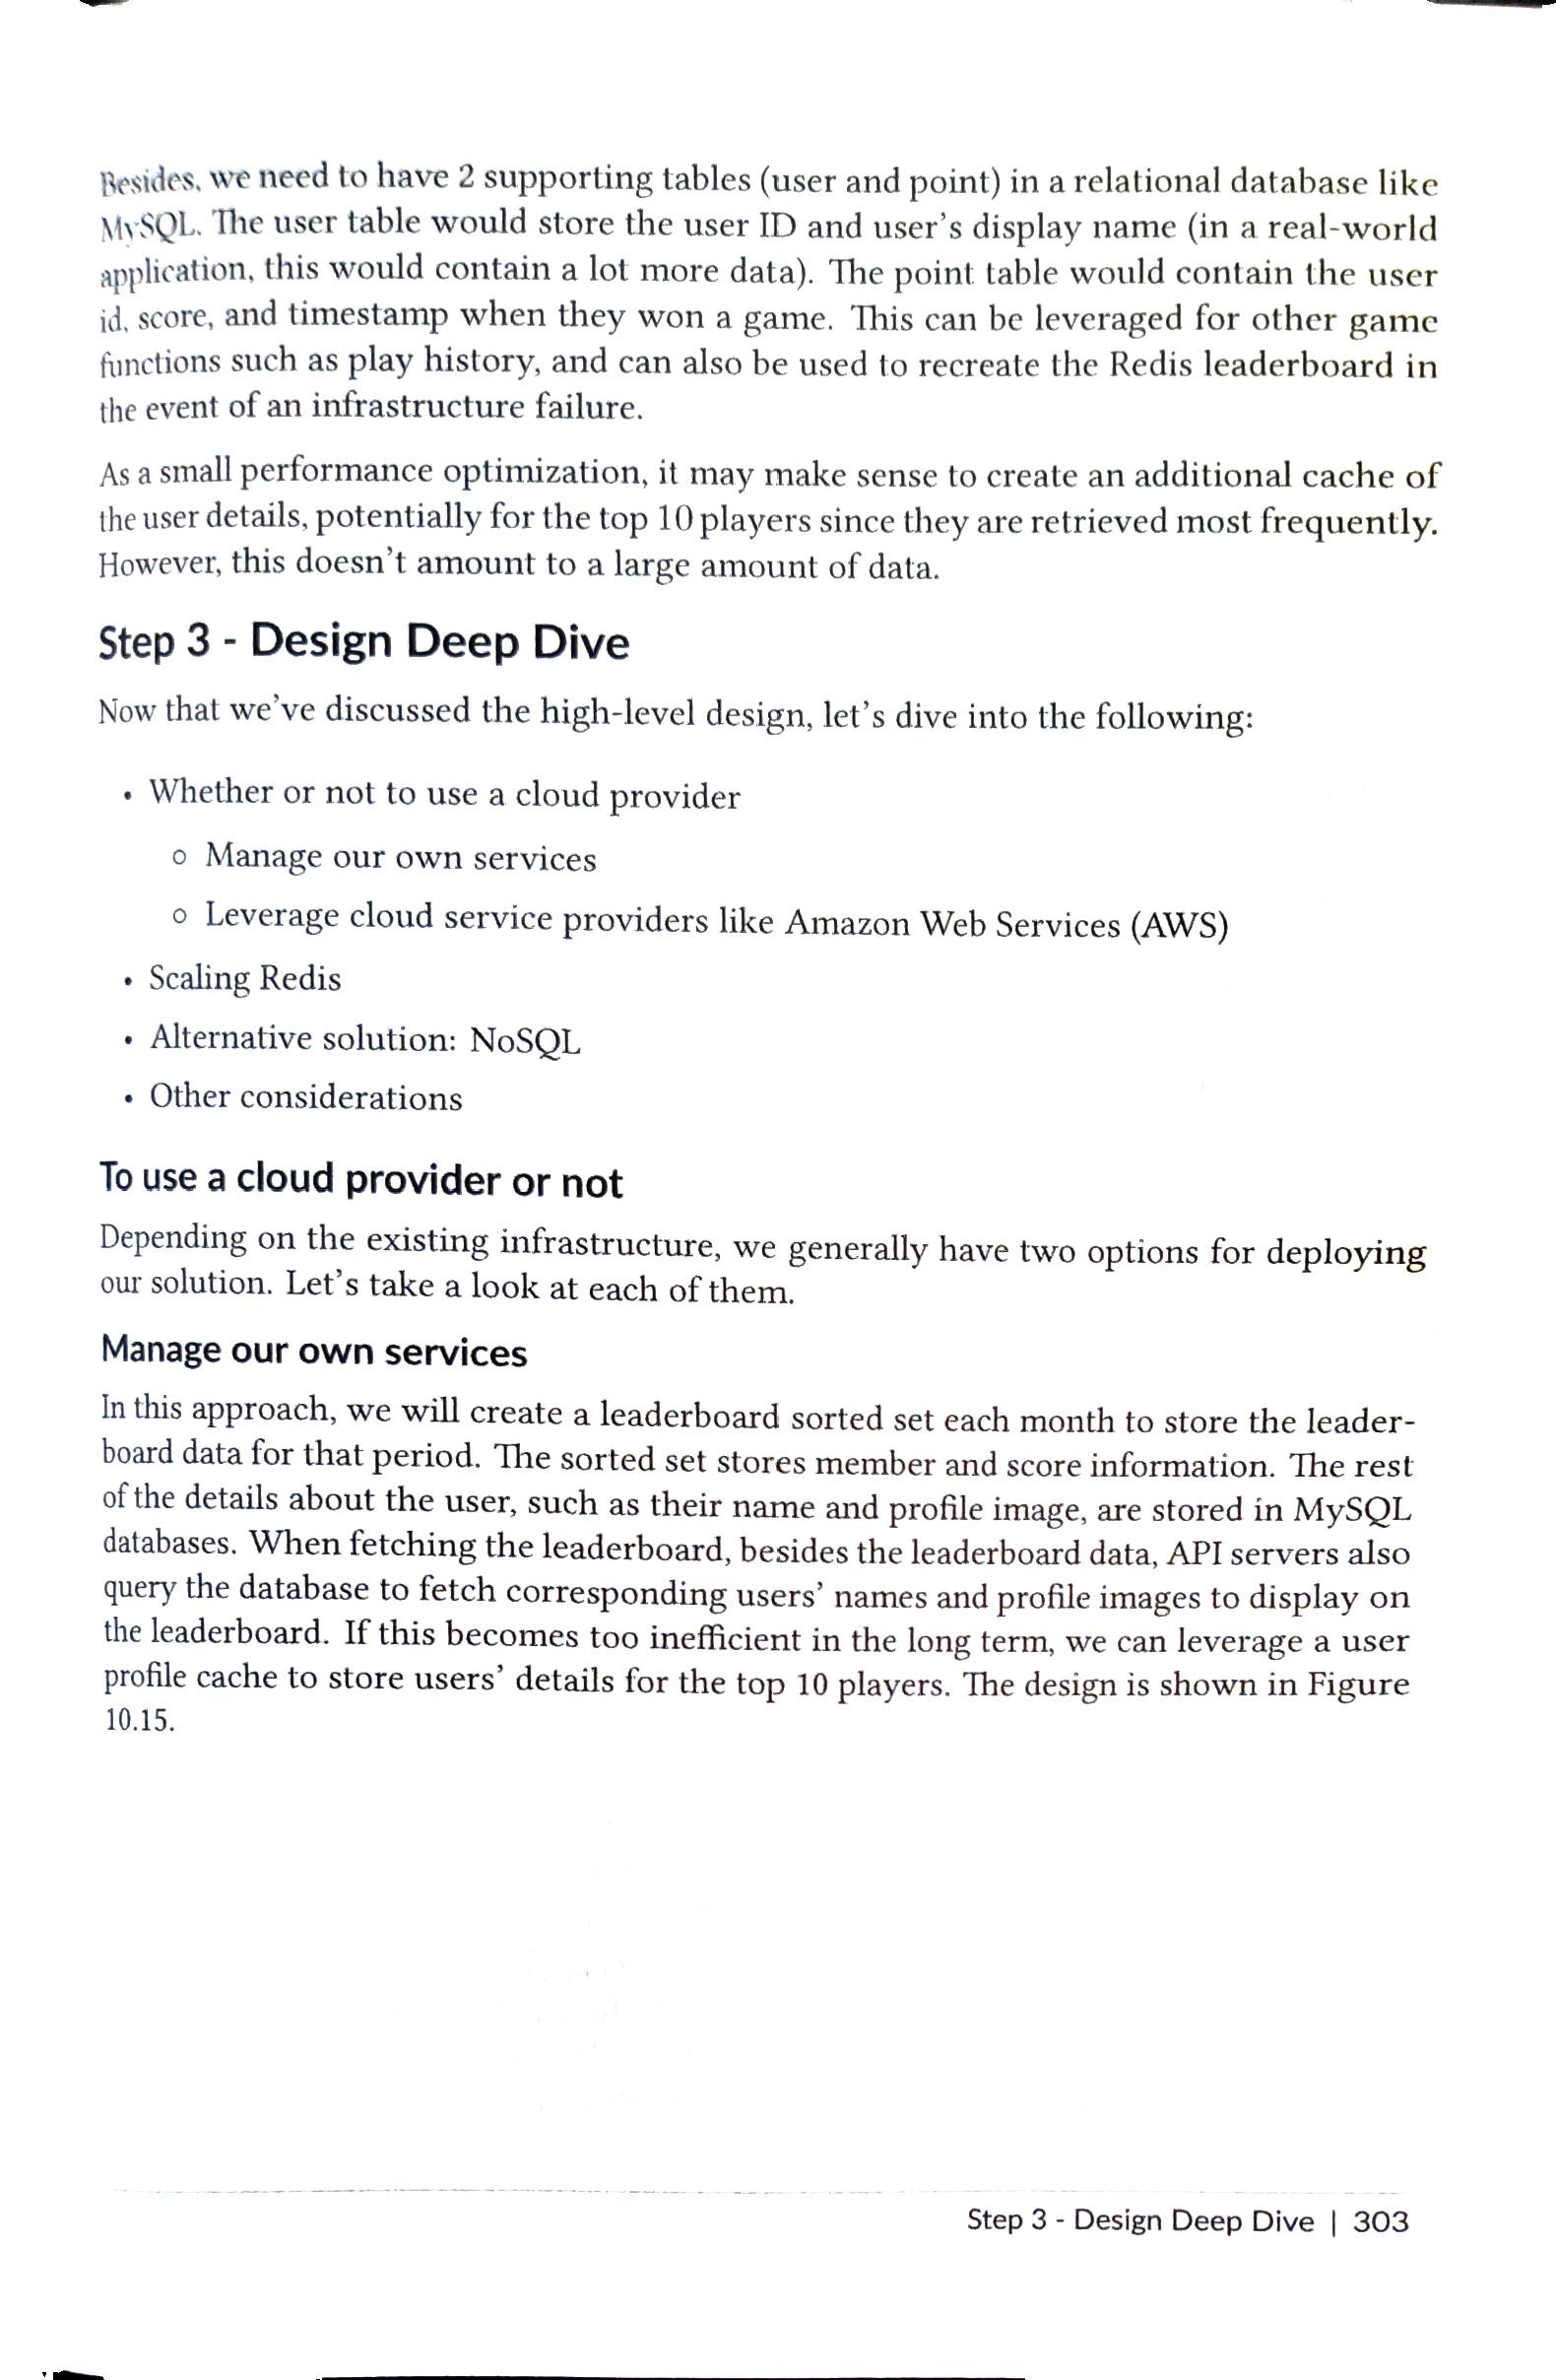 Besides, we need to have 2 supporting tables (user and point) in a relational database like
MySQL. The user table would store the user ID and user's display name (in a real-world
application, this would contain a lot more data). The point table would contain the user
id, score, and timestamp when they won a game. This can be leveraged for other game
functions such as play history, and can also be used to recreate the Redis leaderboard in
the event of an infrastructure failure.
As a small performance optimization, it may make sense to create an additional cache of
the user details, potentially for the top 10 players since they are retrieved most frequently.
However, this doesn't amount to a large amount of data.
Step 3 - Design Deep Dive
Now that we've discussed the high-level design, let's dive into the following:
• Whether or not to use a cloud provider
○ Manage our own services
○ Leverage cloud service providers like Amazon Web Services (AWS)
• Scaling Redis
• Alternative solution: NoSQL
• Other considerations
To use a cloud provider or not
Depending on the existing infrastructure, we generally have two options for deploying
our solution. Let's take a look at each of them.
Manage our own services
In this approach, we will create a leaderboard sorted set each month to store the leader-
board data for that period. The sorted set stores member and score information. The rest
of the details about the user, such as their name and profile image, are stored in MySQL
databases. When fetching the leaderboard, besides the leaderboard data, API servers also
query the database to fetch corresponding users' names and profile images to display on
the leaderboard. If this becomes too inefficient in the long term, we can leverage a user
profile cache to store users' details for the top 10 players. The design is shown in Figure
10.15.
Step 3 - Design Deep Dive | 303